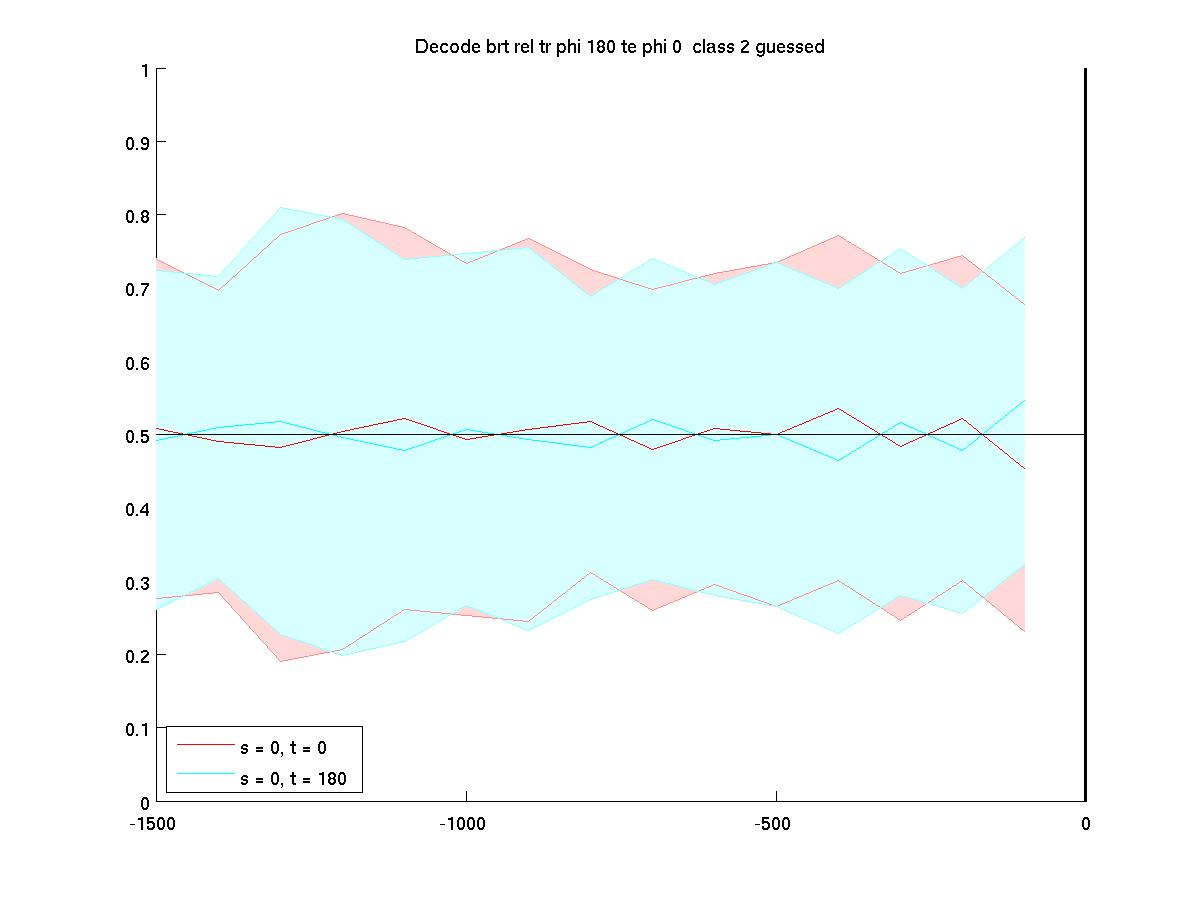 Decode brt rel tr phi 180 te phi 0  class 2 guessed
1
0.9
0.8
0.7
0.6
0.5
0.4
0.3
0.2
0.1
0
s = 0, t = 0
s = 0, t = 180
-1500 -1000 -500 0